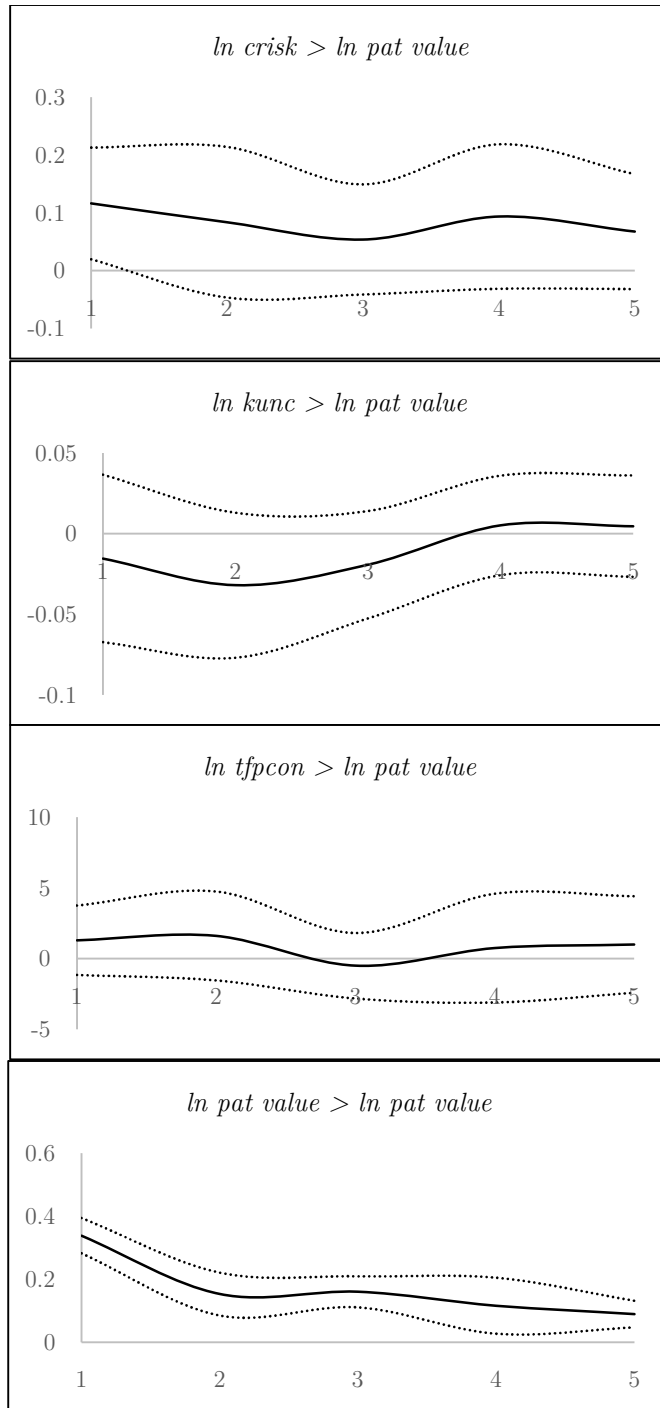 ln crisk > ln pat value
0.3
0.2
0.1
0
1 2 3 4 5
-0.1
ln kunc > ln pat value
0.05
0
1 2 3 4 5
-0.05
-0.1
ln tfpcon > ln pat value
10
5
0
1 2 3 4 5
-5
ln pat value > ln pat value
0.6
0.4
0.2
0
1 2 3 4 5